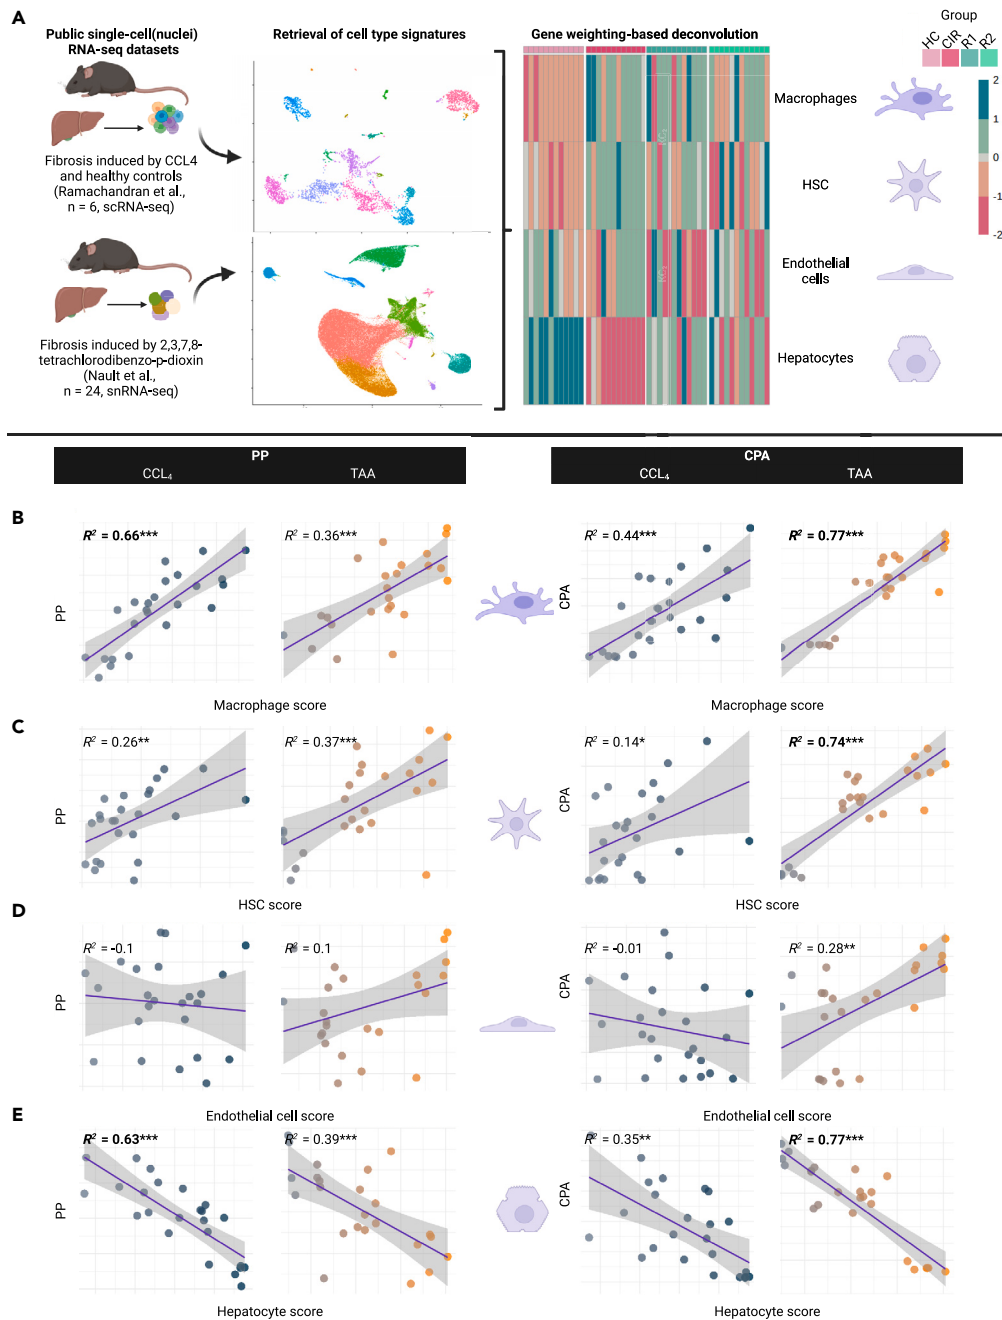 A
Public single-cell(nuclei)
RNA-seq datasets
Retrieval of cell type signatures
Gene weighting-based deconvolution
Group
HC
CIR
R1
R2
Fibrosis induced by CCL4
and healthy controls
(Ramachandran et al.,
n = 6, scRNA-seq)
Fibrosis induced by 2,3,7,8-
tetrachlorodibenzo-p-dioxin
(Nault et al.,
n = 24, snRNA-seq)
Macrophages
HSC
Endothelial
cells
Hepatocytes
2
1
0
-1
-2
PP
CCL₄ TAA
CPA
CCL₄ TAA
B
R² = 0.66***
R² = 0.36***
R² = 0.44***
R² = 0.77***
PP
CPA
Macrophage score
Macrophage score
C
R² = 0.26**
R² = 0.37***
R² = 0.14*
R² = 0.74***
PP
CPA
HSC score
HSC score
D
R² = -0.1
R² = 0.1
R² = -0.01
R² = 0.28**
PP
CPA
Endothelial cell score
Endothelial cell score
E
R² = 0.63***
R² = 0.39***
R² = 0.35**
R² = 0.77***
PP
CPA
Hepatocyte score
Hepatocyte score